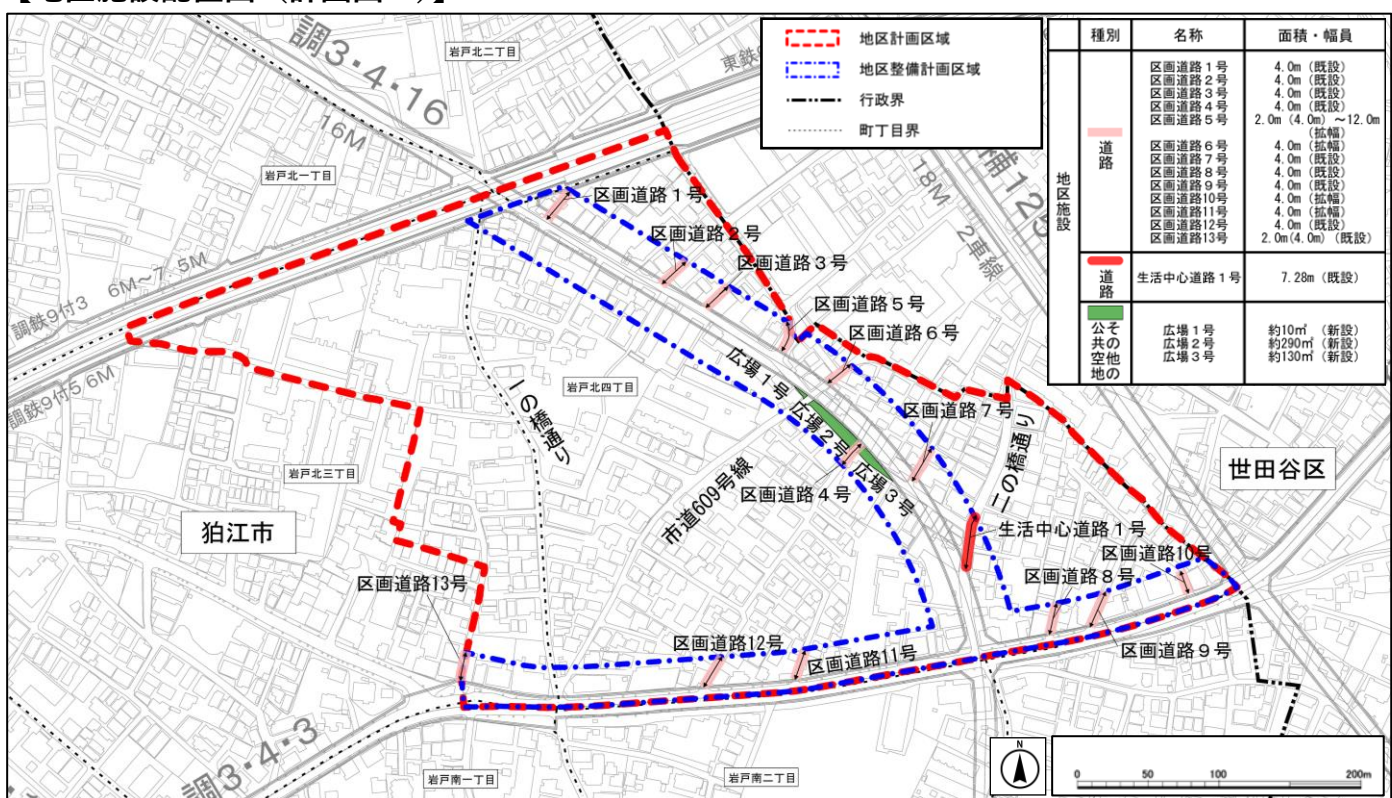 岩戸北二丁目
調3・4・16
16M
東鉄9
岩戸北一丁目
18M
2車線
補125
調鉄9付3 6M～7.5M
調鉄9付5,6M
地区計画区域
地区整備計画区域
行政界
町丁目界
種別 名称 面積・幅員
地区施設
道路
区画道路1号 4.0m（既設）
区画道路2号 4.0m（既設）
区画道路3号 4.0m（既設）
区画道路4号 4.0m（既設）
区画道路5号 2.0m（4.0m）～12.0m（拡幅）
区画道路6号 4.0m（拡幅）
区画道路7号 4.0m（既設）
区画道路8号 4.0m（既設）
区画道路9号 4.0m（既設）
区画道路10号 4.0m（拡幅）
区画道路11号 4.0m（拡幅）
区画道路12号 4.0m（既設）
区画道路13号 2.0m(4.0m)（既設）
道路 生活中心道路1号 7.28m（既設）
その他の公共空地
広場1号 約10㎡（新設）
広場2号 約290㎡（新設）
広場3号 約130㎡（新設）
区画道路1号
区画道路2号
区画道路3号
区画道路5号
区画道路6号
広場1号
広場2号
広場3号
岩戸北四丁目
区画道路7号
一の橋通り
二の橋通り
区画道路4号
市道609号線
岩戸北三丁目
世田谷区
狛江市
生活中心道路1号
区画道路10号
区画道路8号
区画道路13号
区画道路12号
区画道路11号
区画道路9号
調3・4・3
岩戸南一丁目
岩戸南二丁目
N
0 50 100 200m